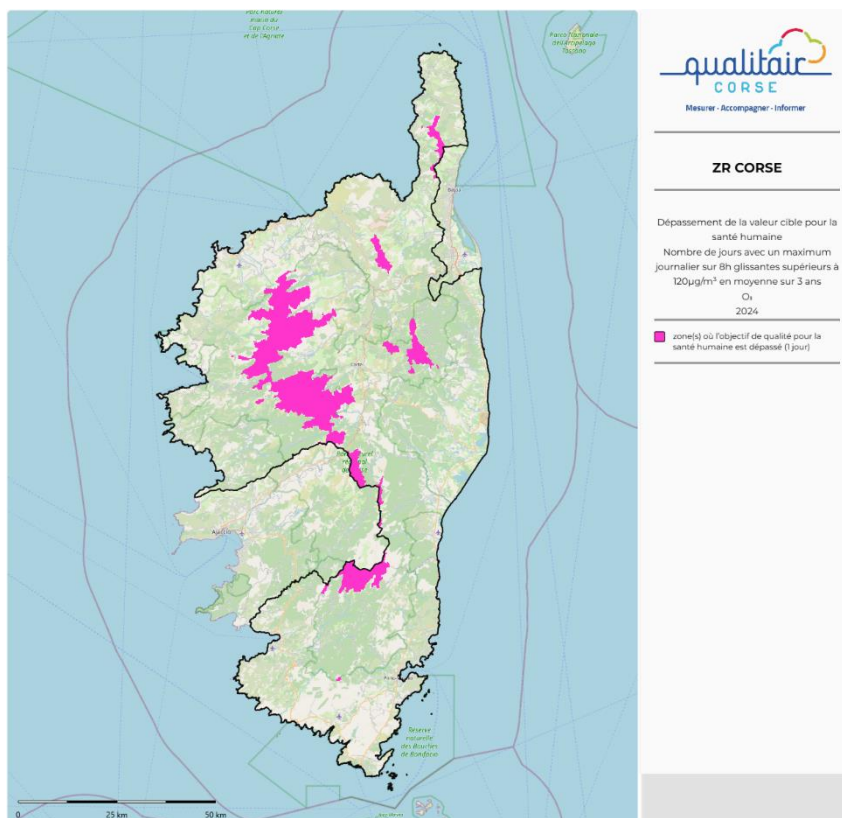 Parc naturel
marin du
Cap Corse
et de l'Agriate
Parco Nazionale
dell'Arcipelago
Toscano
Bastia
Corte
Ajaccio
Réserve
naturelle
des Bouches
de Bonifacio
0
25 km
50 km
qualitair
CORSE
Mesurer - Accompagner - Informer
ZR CORSE
Dépassement de la valeur cible pour la
santé humaine
Nombre de jours avec un maximum
journalier sur 8h glissantes supérieurs à
120µg/m³ en moyenne sur 3 ans
O₃
2024
zone(s) où l'objectif de qualité pour la
santé humaine est dépassé (1 jour)